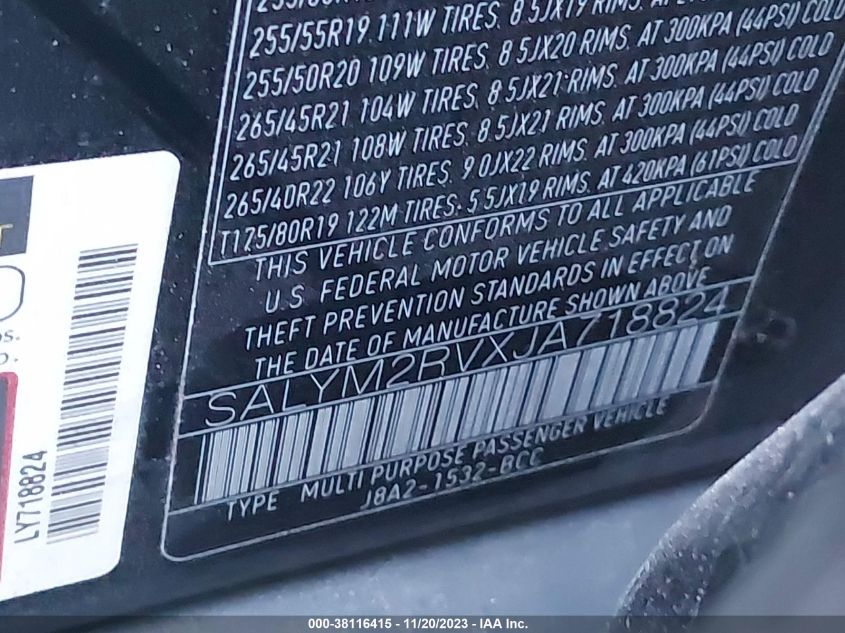 255/55R19 111W TIRES. 8.5JX19 RIMS. AT
255/50R20 109W TIRES. 8.5JX20 RIMS. AT 300KPA (44PSI) COLD
265/45R21 104W TIRES. 8.5JX21 RIMS. AT 300KPA (44PSI) COLD
265/45R21 108W TIRES. 8.5JX21 RIMS. AT 300KPA (44PSI) COLD
265/40R22 106Y TIRES. 9.0JX22 RIMS. AT 300KPA (44PSI) COLD
T175/80R19 122M TIRES. 5.5JX19 RIMS. AT 420KPA (61PSI) COLD
THIS VEHICLE CONFORMS TO ALL APPLICABLE
U.S. FEDERAL MOTOR VEHICLE SAFETY AND
THEFT PREVENTION STANDARDS IN EFFECT ON
THE DATE OF MANUFACTURE SHOWN ABOVE
SALYM2RVXJA718824
TYPE MULTI PURPOSE PASSENGER VEHICLE
J8A2-1532-BCC
LY718824
000-38116415 - 11/20/2023 - IAA Inc.